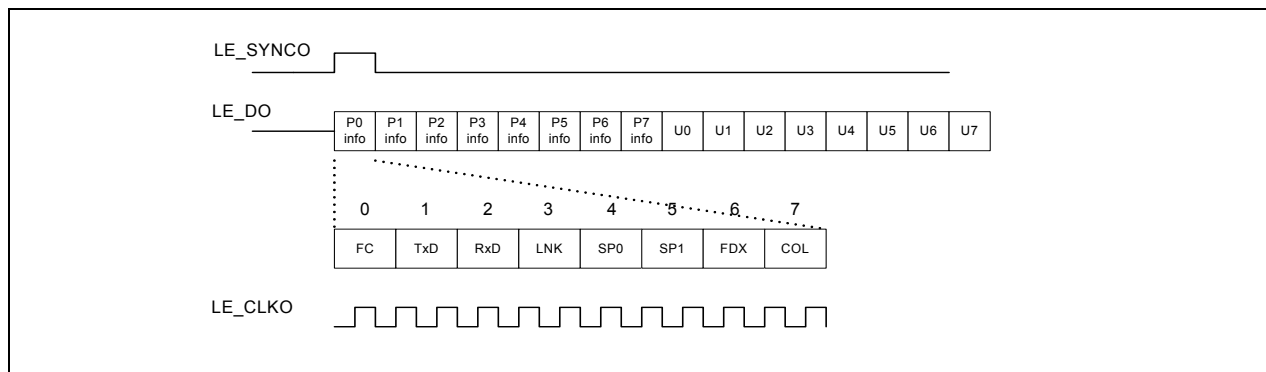 LE_SYNCO
LE_DO
P0 info P1 info P2 info P3 info P4 info P5 info P6 info P7 info U0 U1 U2 U3 U4 U5 U6 U7
0 1 2 3 4 5 6 7
FC TxD RxD LNK SP0 SP1 FDX COL
LE_CLKO